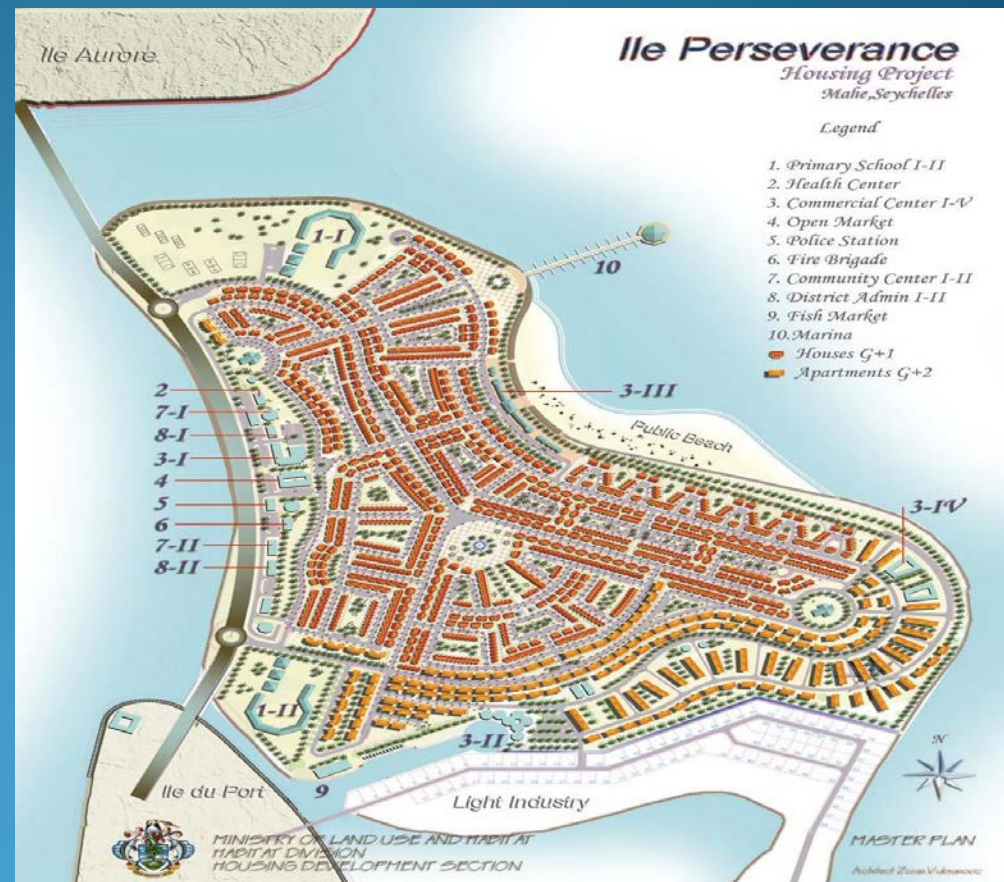 Ile Aurore
Ile Perseverance
Housing Project
Mahe,Seychelles
Legend
1. Primary School I-II
2. Health Center
3. Commercial Center I-V
4. Open Market
5. Police Station
6. Fire Brigade
7. Community Center I-II
8. District Admin I-II
9. Fish Market
10.Marina
Houses G+1
Apartments G+2
1-I
10
2
7-I
8-I
3-I
4
5
6
7-II
8-II
3-III
Public Beach
3-IV
1-II
3-II
9
Ile du Port
Light Industry
N
MINISTRY OF LAND USE AND HABITAT
HABITAT DIVISION
HOUSING DEVELOPMENT SECTION
MASTER PLAN
Architect Zoran Vukmanovic